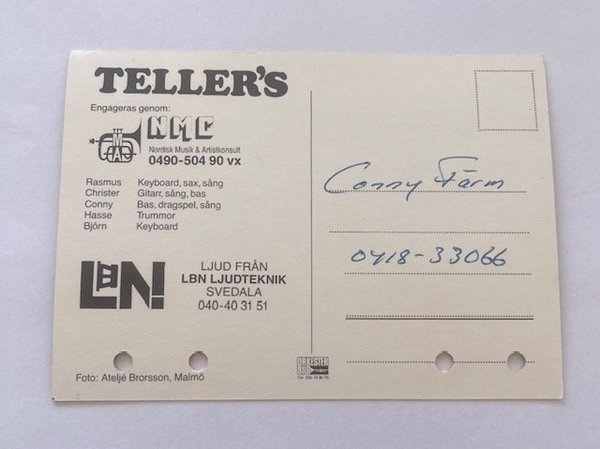 TELLER'S
Engageras genom:
NMC
Nordisk Musik & Artistkonsult
0490-504 90 vx
Rasmus Keyboard, sax, sång
Christer Gitarr, sång, bas
Conny Bas, dragspel, sång
Hasse Trummor
Björn Keyboard
LBN!
LJUD FRÅN
LBN LJUDTEKNIK
SVEDALA
040-40 31 51
Foto: Ateljé Brorsson, Malmö
Conny Färm
0418-33066